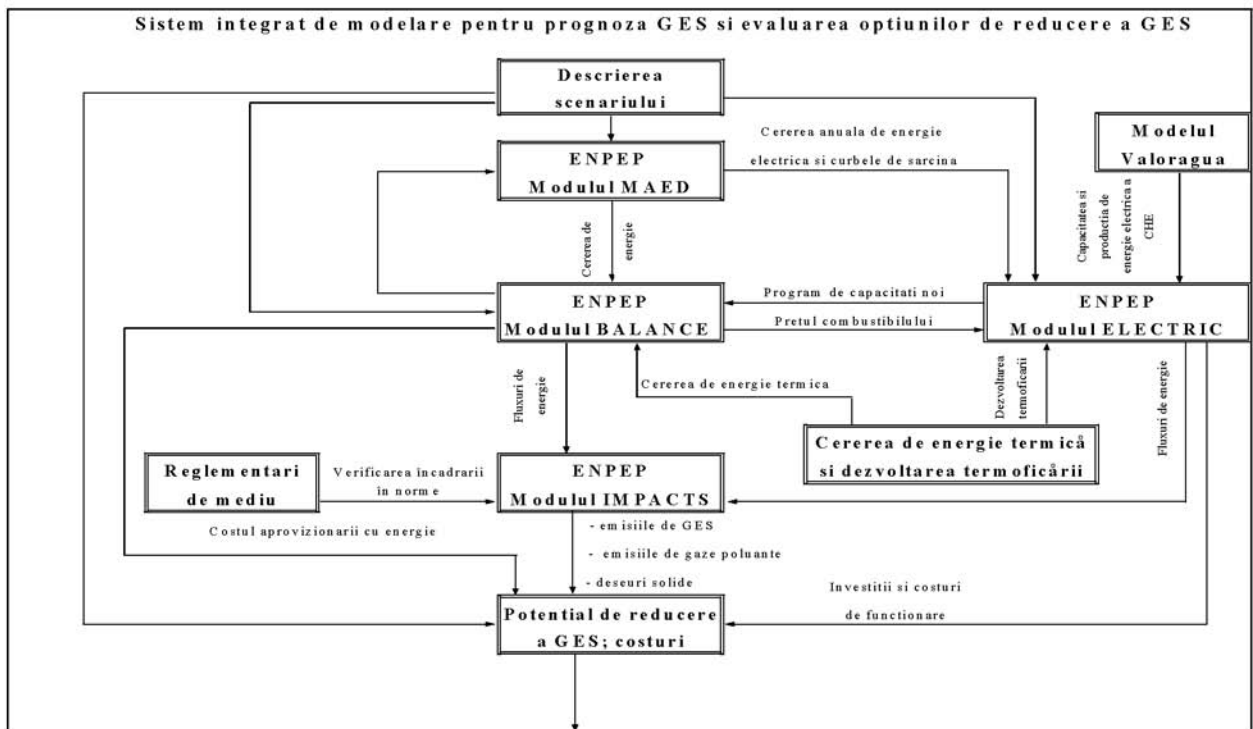 Sistem integrat de modelare pentru prognoza GES si evaluarea optiunilor de reducere a GES
Descrierea
scenariului
Cererea anuala de energie
electrica si curbele de sarcina
Modelul
Valoragua
ENPEP
Modulul MAED
Cererea de
energie
Capacitatea si
productia de
energie electrica a
CHE
ENPEP
Modulul BALANCE
Program de capacitati noi
Pretul combustibilului
ENPEP
Modulul ELECTRIC
Fluxuri de
energie
Cererea de energie termica
Dezvoltarea
termoficarii
Fluxuri de energie
Cererea de energie termică
si dezvoltarea termoficării
Reglementari
de mediu
Verificarea încadrarii
în norme
ENPEP
Modulul IMPACTS
Costul aprovizionarii cu energie
- emisiile de GES
- emisiile de gaze poluante
- deseuri solide
Investitii si costuri
de functionare
Potential de reducere
a GES; costuri